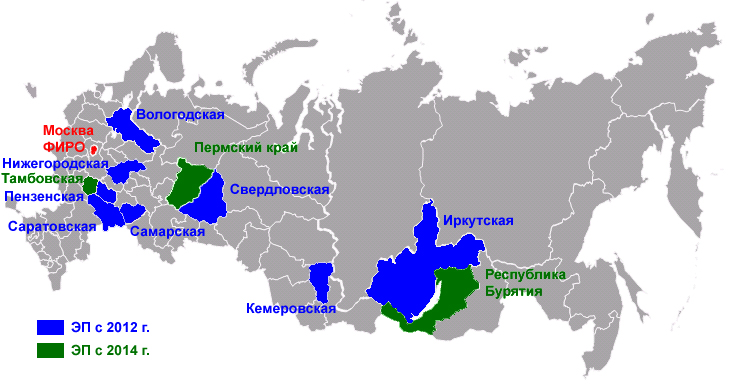 Вологодская
Москва
ФИРО
Пермский край
Нижегородская
Тамбовская
Свердловская
Пензенская
Иркутская
Саратовская
Самарская
Республика
Бурятия
Кемеровская
ЭП с 2012 г.
ЭП с 2014 г.